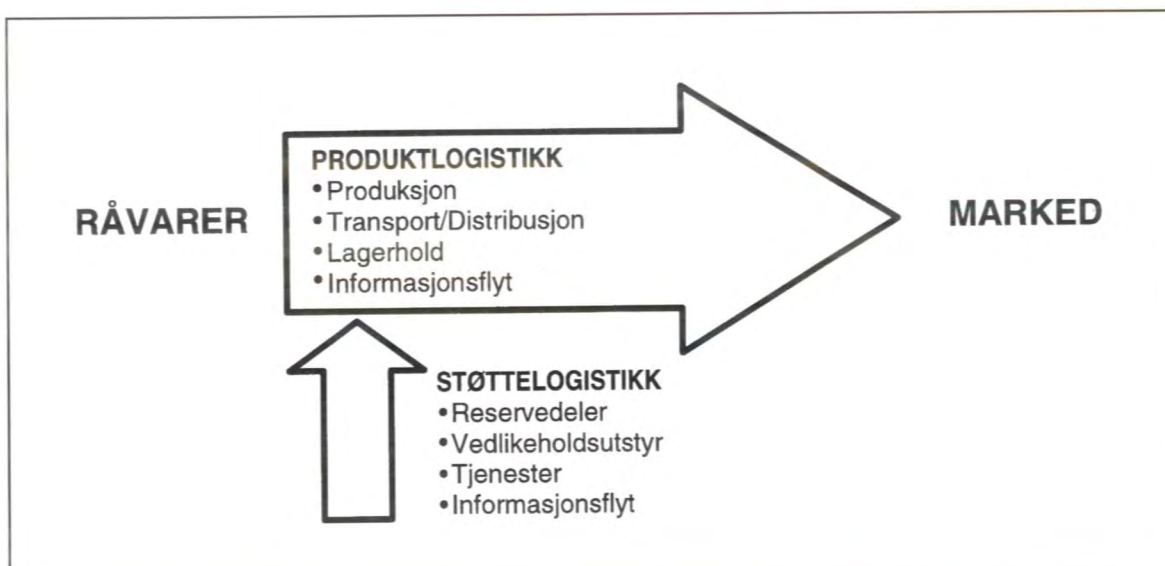 PRODUKTLOGISTIKK
• Produksjon
RÅVARER
• Transport/Distribusjon
MARKED
• Lagerhold
• Informasjonsflyt
STØTTELOGISTIKK
• Reservedeler
• Vedlikeholdsutstyr
• Tjenester
• Informasjonsflyt